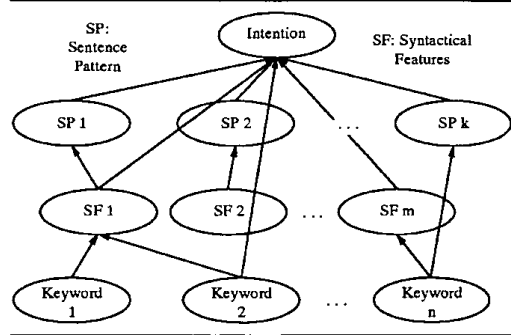 SP:
Sentence
Pattern
Intention
SF: Syntactical
Features
SP 1
SP 2
...
SP k
SF 1
SF 2
...
SF m
Keyword
1
Keyword
2
...
Keyword
n